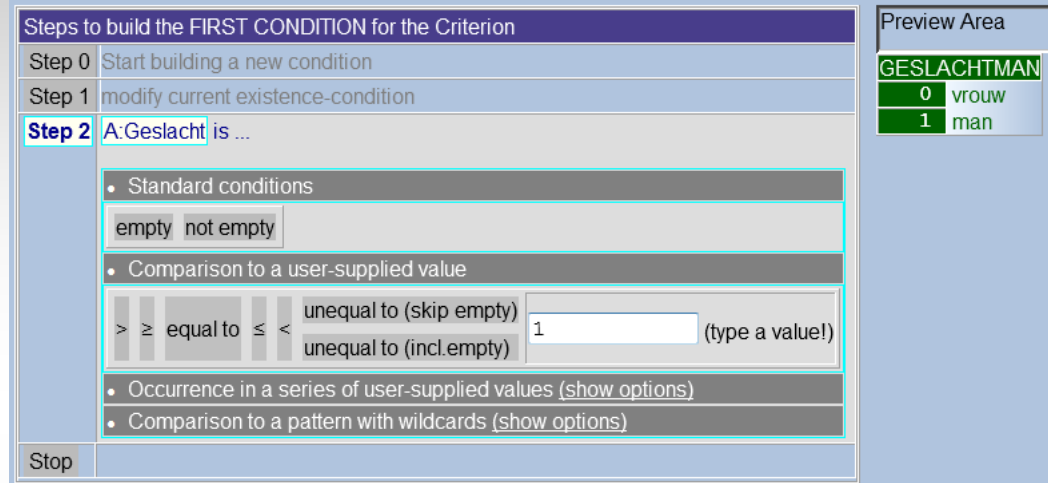 Steps to build the FIRST CONDITION for the Criterion
Step 0 Start building a new condition
Step 1 modify current existence-condition
Step 2 A:Geslacht is ...
• Standard conditions
empty not empty
• Comparison to a user-supplied value
> ≥ equal to ≤ < unequal to (skip empty) 1 (type a value!)
unequal to (incl.empty)
• Occurrence in a series of user-supplied values (show options)
• Comparison to a pattern with wildcards (show options)
Stop
Preview Area
GESLACHTMAN
0 vrouw
1 man